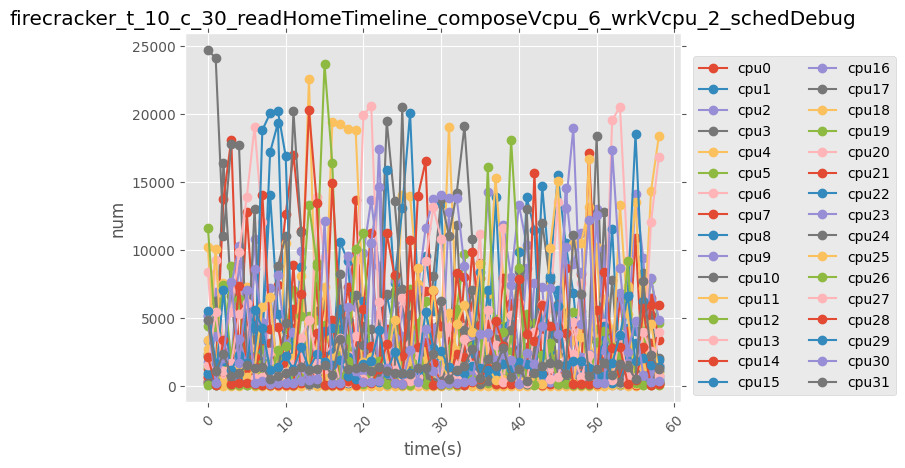 firecracker_t_10_c_30_readHomeTimeline_composeVcpu_6_wrkVcpu_2_schedDebug
25000
20000
15000
10000
5000
0
num
0 10 20 30 40 50 60
time(s)
cpu0 cpu16
cpu1 cpu17
cpu2 cpu18
cpu3 cpu19
cpu4 cpu20
cpu5 cpu21
cpu6 cpu22
cpu7 cpu23
cpu8 cpu24
cpu9 cpu25
cpu10 cpu26
cpu11 cpu27
cpu12 cpu28
cpu13 cpu29
cpu14 cpu30
cpu15 cpu31